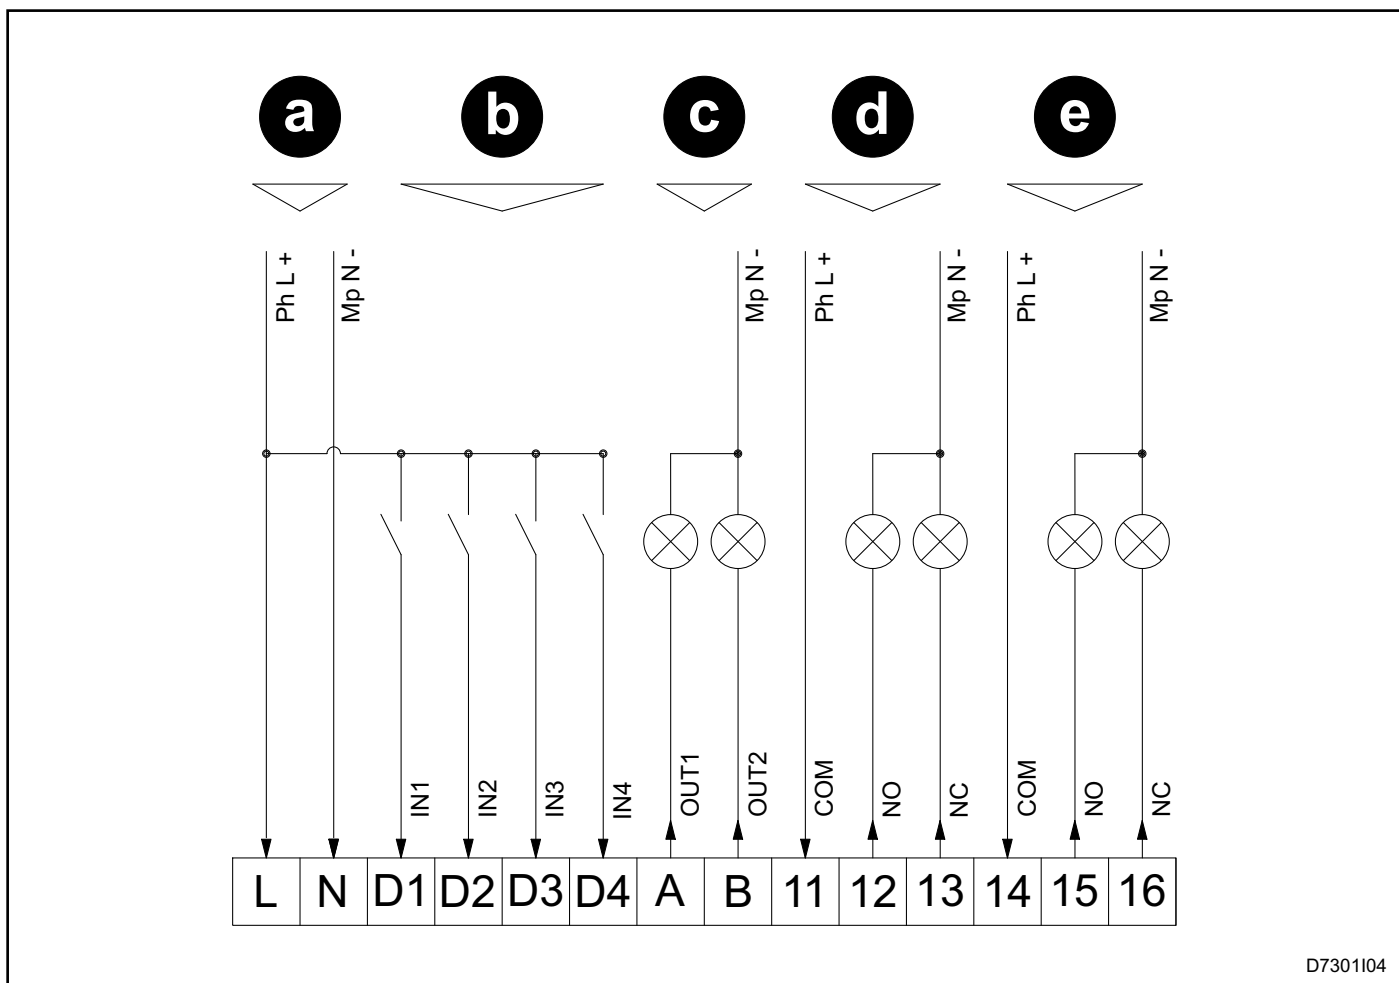 a b c d e
Ph L +
Mp N -
Mp N -
Ph L +
Mp N -
Ph L +
Mp N -
IN1
IN2
IN3
IN4
OUT1
OUT2
COM
NO
NC
COM
NO
NC
L N D1 D2 D3 D4 A B 11 12 13 14 15 16
D7301I04